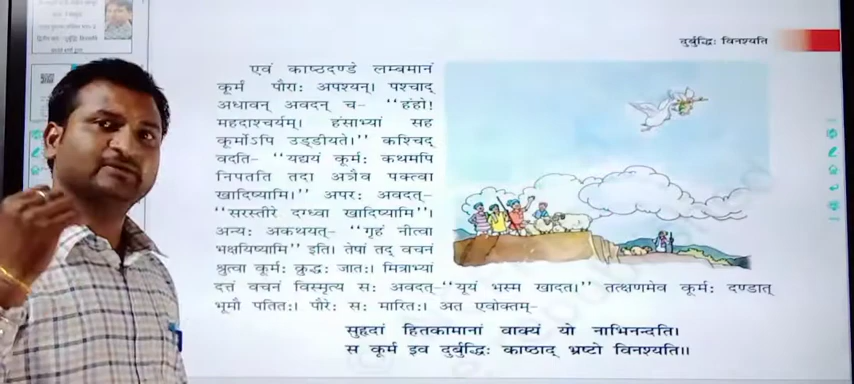 दुर्बुद्धिः विनश्यति
एवं काष्ठदण्डं लम्बमानं
कूर्मं पौराः अपश्यन्। पश्चाद्
अधावन् अवदन् च– "हंहो!
महदाश्चर्यम्। हंसाभ्यां सह
कूर्मोऽपि उड्डीयते।" कश्चिद्
वदति– "यद्ययं कूर्मः कथमपि
निपतति तदा अत्रैव पक्त्वा
खादिष्यामि।" अपरः अवदत्–
"सरस्तीरे दग्ध्वा खादिष्यामि"।
अन्यः अकथयत्– "गृहं नीत्वा
भक्षयिष्यामि" इति। तेषां तद् वचनं
श्रुत्वा कूर्मः क्रुद्धः जातः। मित्राभ्यां
दत्तं वचनं विस्मृत्य सः अवदत्–"यूयं भस्म खादत।" तत्क्षणमेव कूर्मः दण्डात्
भूमौ पतितः। पौरैः सः मारितः। अत एवोक्तम्–
सुहृदां हितकामानां वाक्यं यो नाभिनन्दति।
स कूर्म इव दुर्बुद्धिः काष्ठाद् भ्रष्टो विनश्यति॥